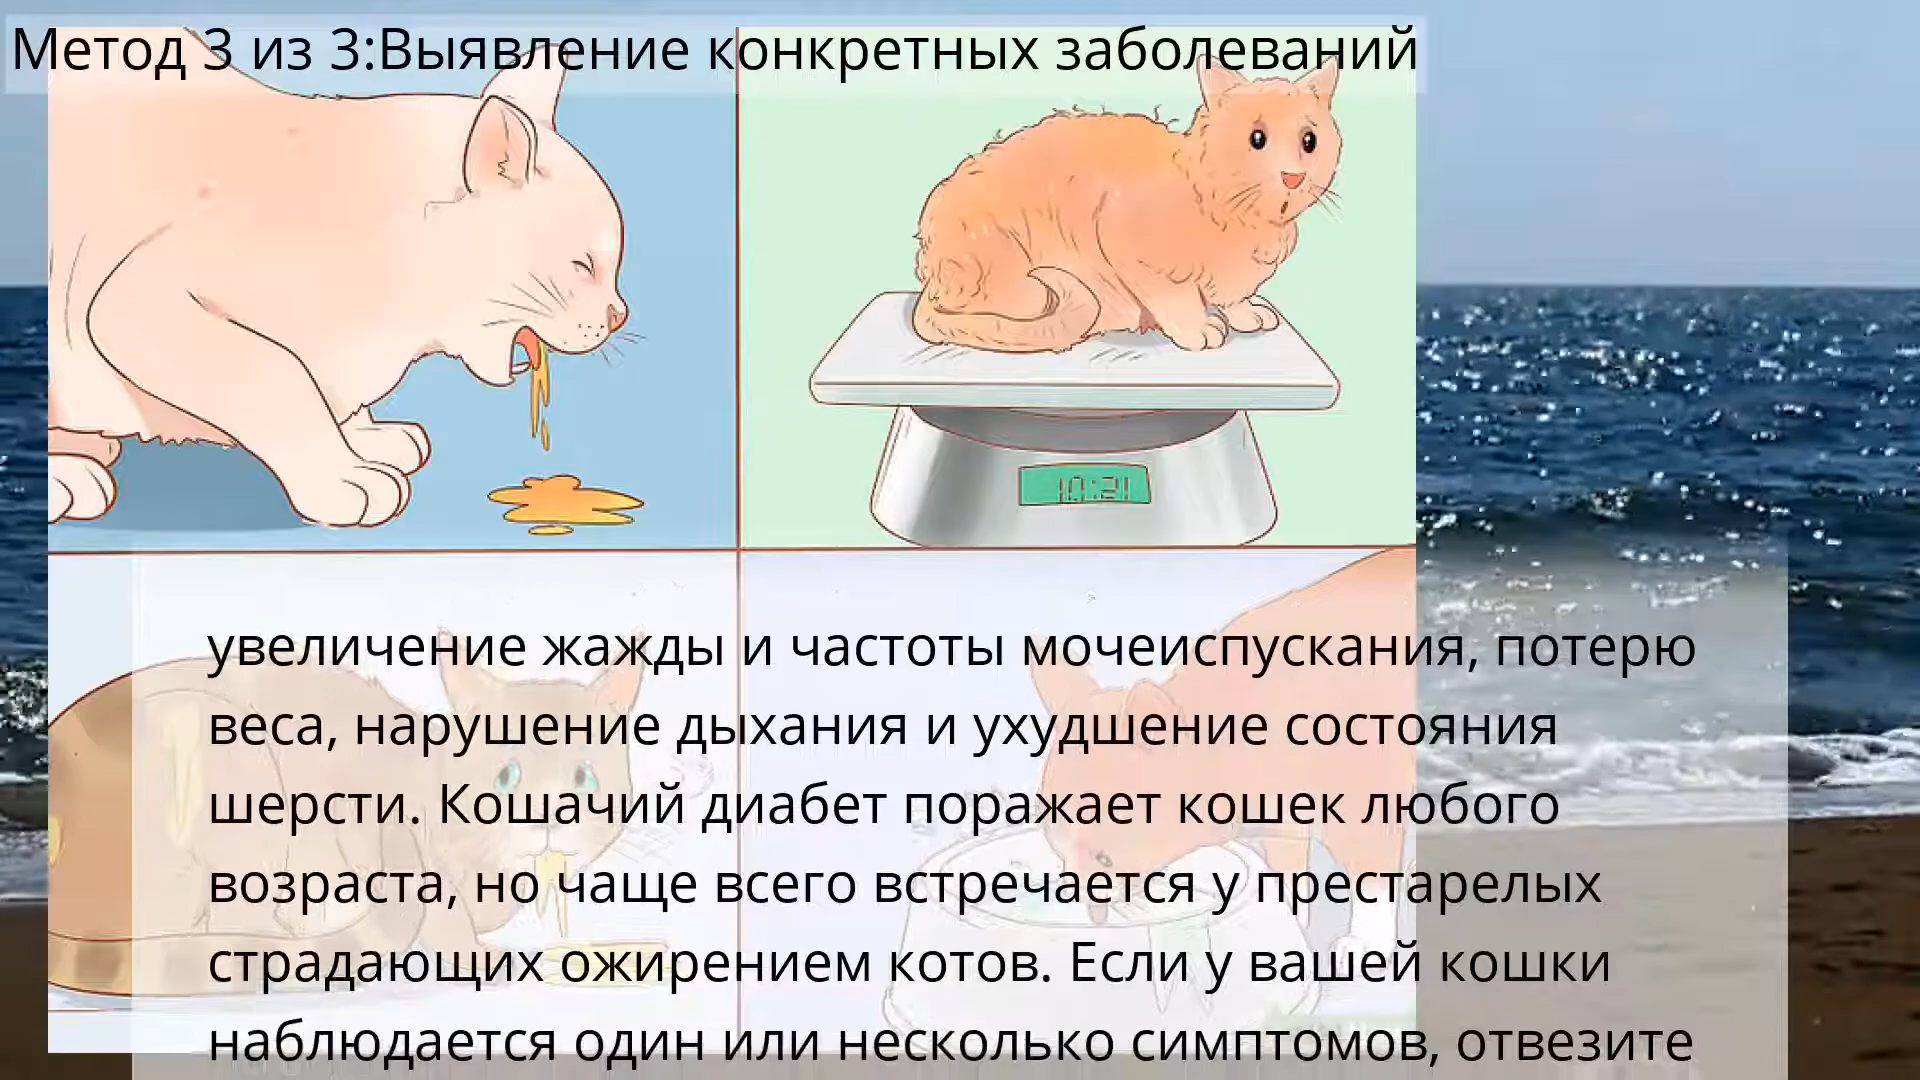 Метод 3 из 3:Выявление конкретных заболеваний
10:21
увеличение жажды и частоты мочеиспускания, потерю
веса, нарушение дыхания и ухудшение состояния
шерсти. Кошачий диабет поражает кошек любого
возраста, но чаще всего встречается у престарелых
страдающих ожирением котов. Если у вашей кошки
наблюдается один или несколько симптомов, отвезите